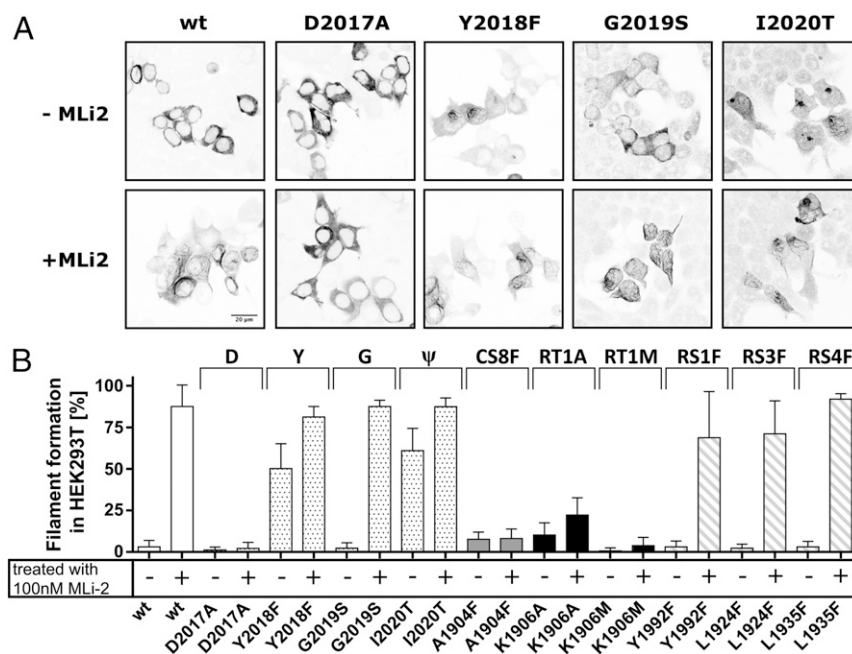 A
wt D2017A Y2018F G2019S I2020T
- MLi2
+MLi2
20 µm
B
D Y G ψ CS8F RT1A RT1M RS1F RS3F RS4F
Filament formation
in HEK293T [%]
100
75
50
25
0
treated with
100nM MLi-2
- + - + - + - + - + - + - + - + - + - + - +
wt wt D2017A D2017A Y2018F Y2018F G2019S G2019S I2020T I2020T A1904F A1904F K1906A K1906A K1906M K1906M Y1992F Y1992F L1924F L1924F L1935F L1935F